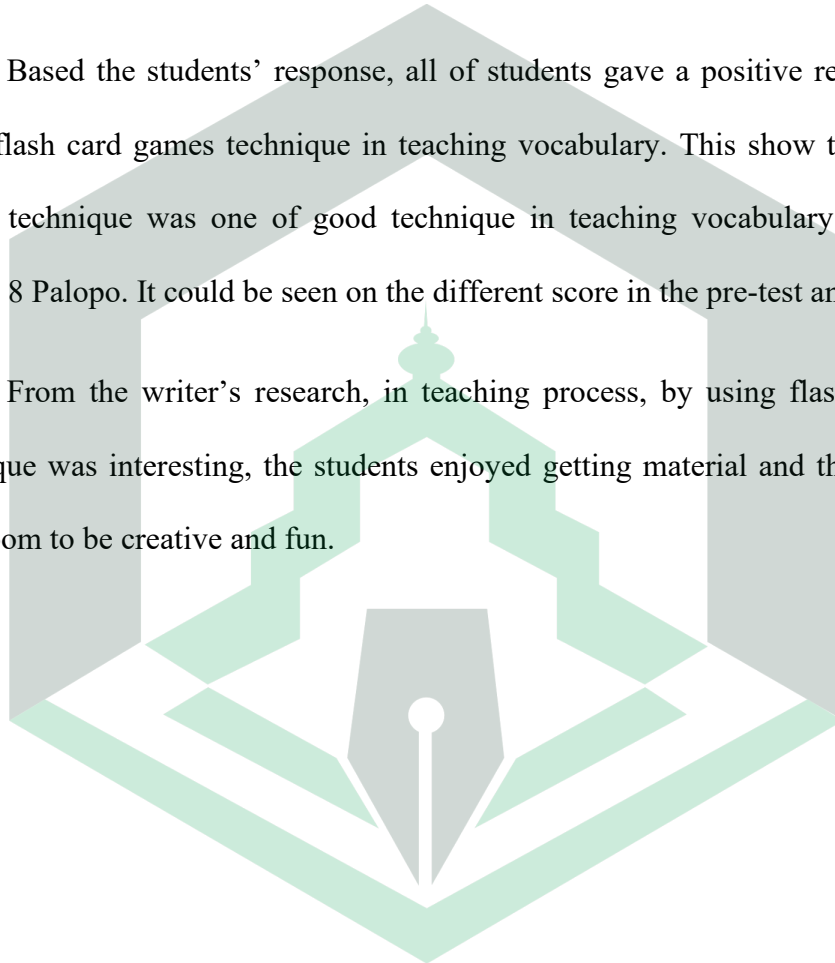 Based the students’ response, all of students gave a positive re
flash card games technique in teaching vocabulary. This show t
technique was one of good technique in teaching vocabulary
8 Palopo. It could be seen on the different score in the pre-test an
From the writer’s research, in teaching process, by using flas
que was interesting, the students enjoyed getting material and th
om to be creative and fun.